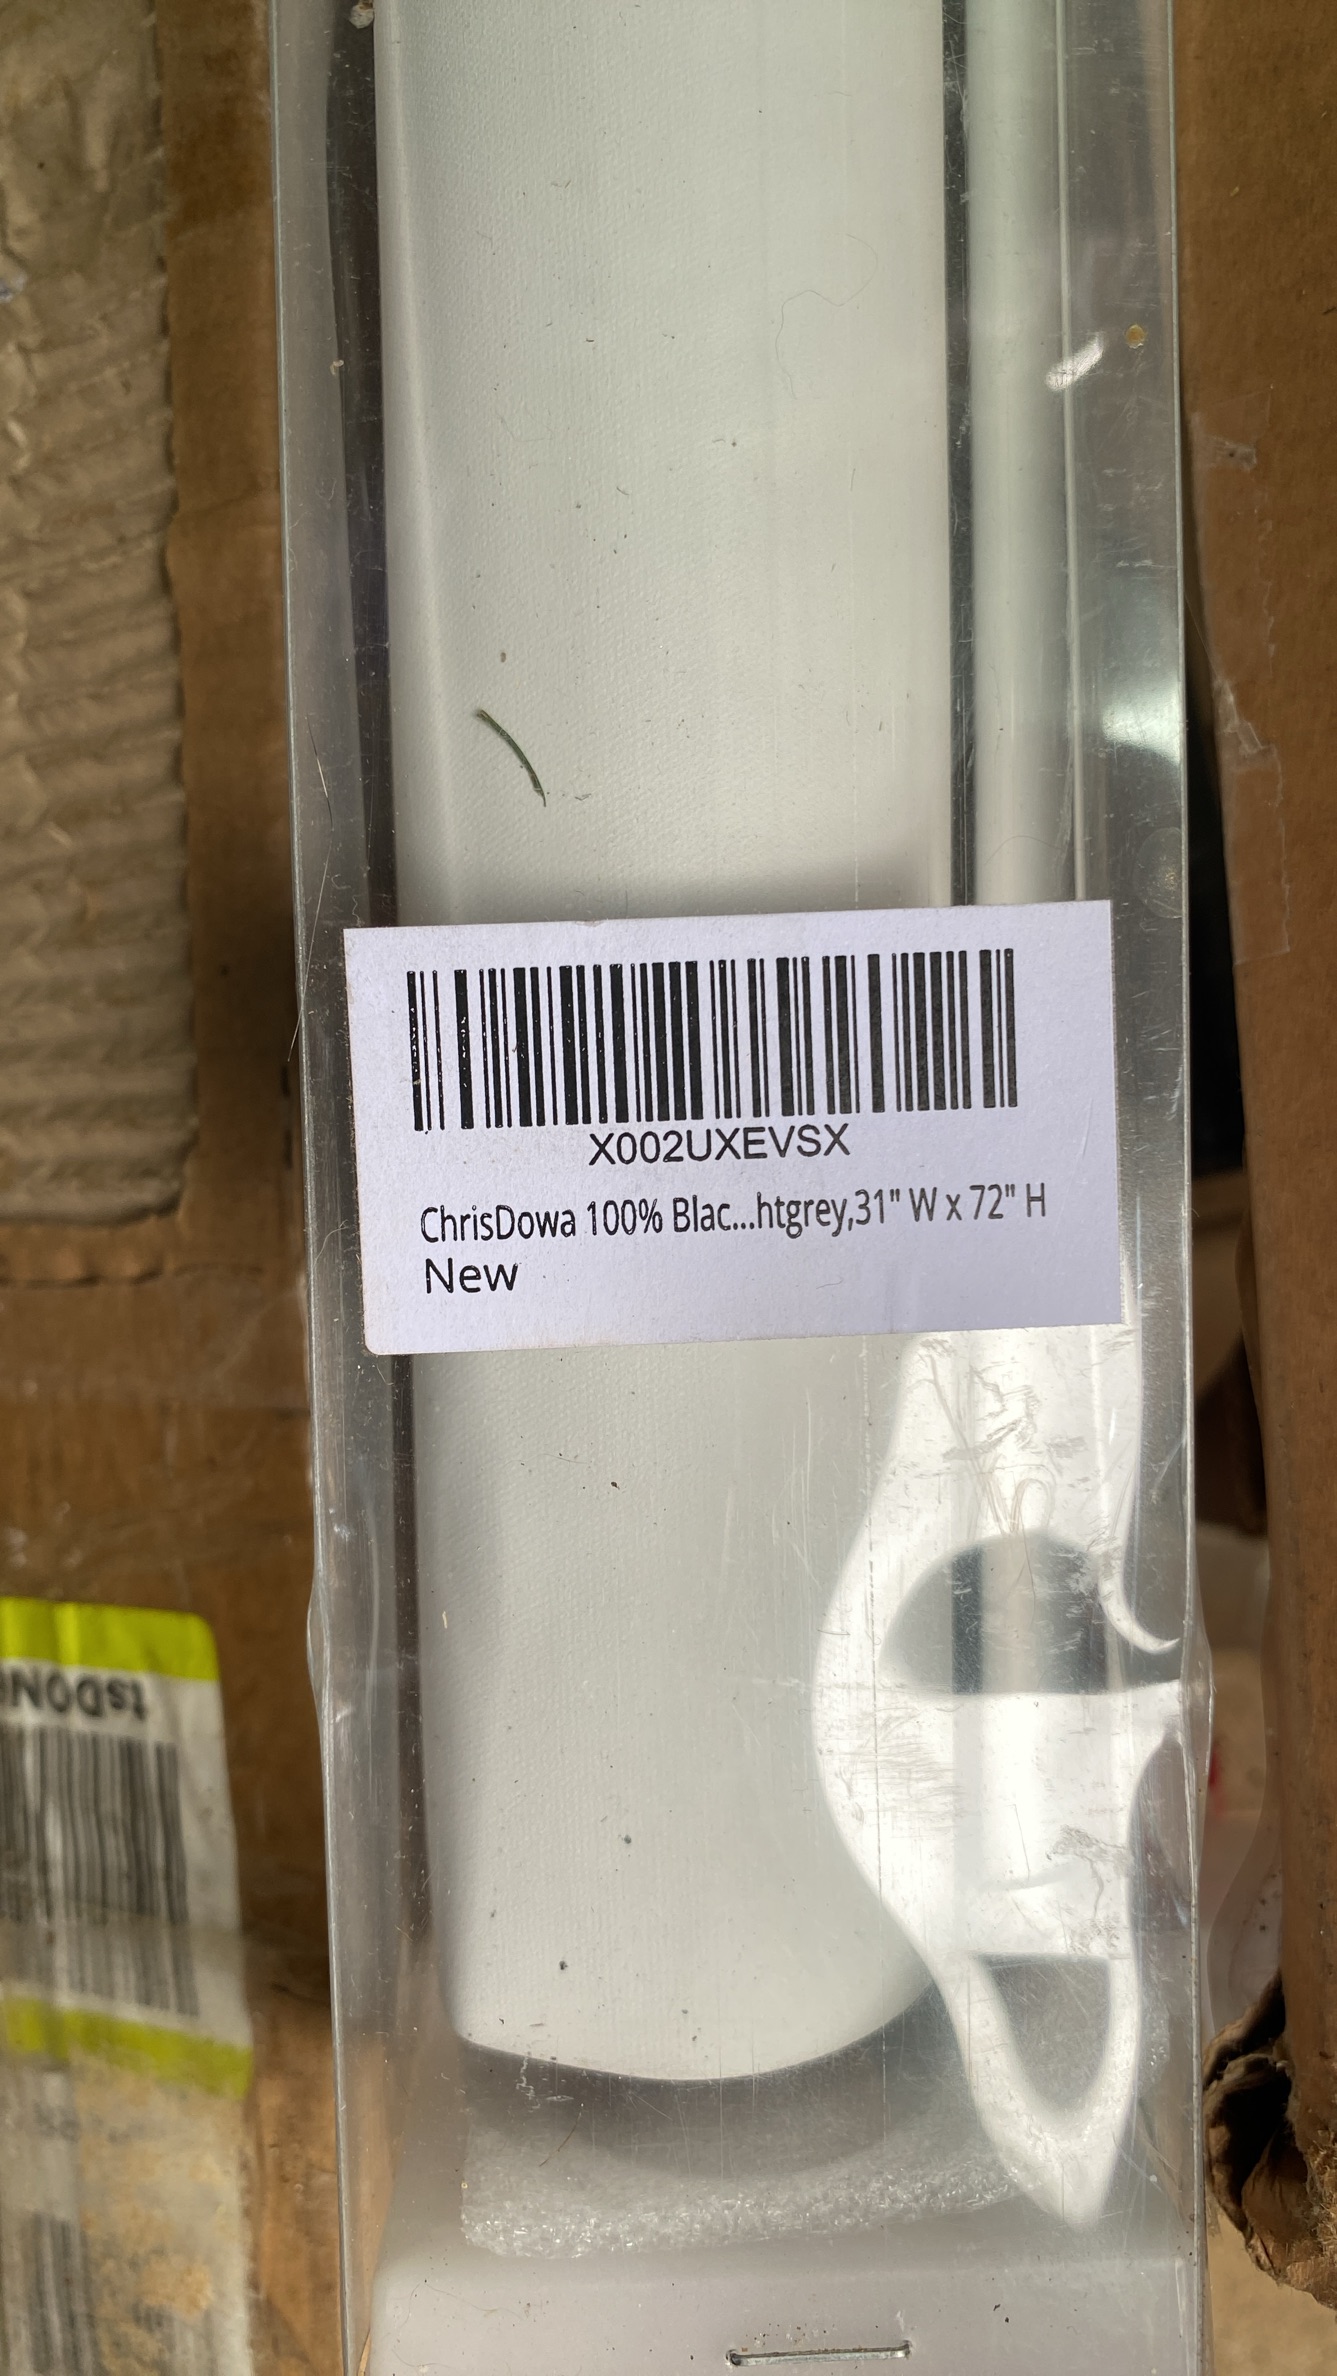 X002UXEVSX
ChrisDowa 100% Blac...htgrey,31" W x 72" H
New